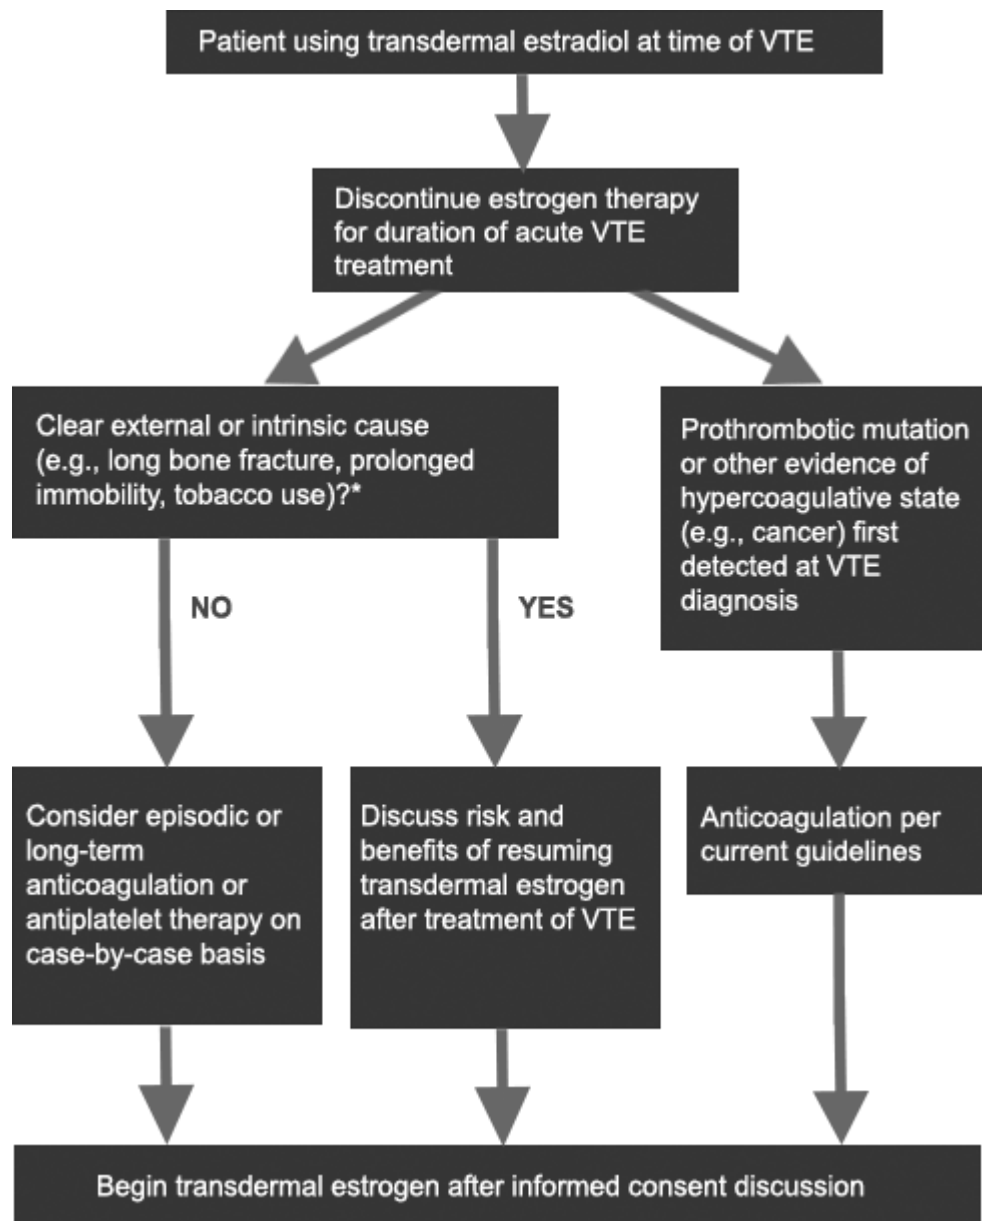 Patient using transdermal estradiol at time of VTE
Discontinue estrogen therapy
for duration of acute VTE
treatment
Clear external or intrinsic cause
(e.g., long bone fracture, prolonged
immobility, tobacco use)?*
Prothrombotic mutation
or other evidence of
hypercoagulative state
(e.g., cancer) first
detected at VTE
diagnosis
NO
YES
Consider episodic or
long-term
anticoagulation or
antiplatelet therapy on
case-by-case basis
Discuss risk and
benefits of resuming
transdermal estrogen
after treatment of VTE
Anticoagulation per
current guidelines
Begin transdermal estrogen after informed consent discussion